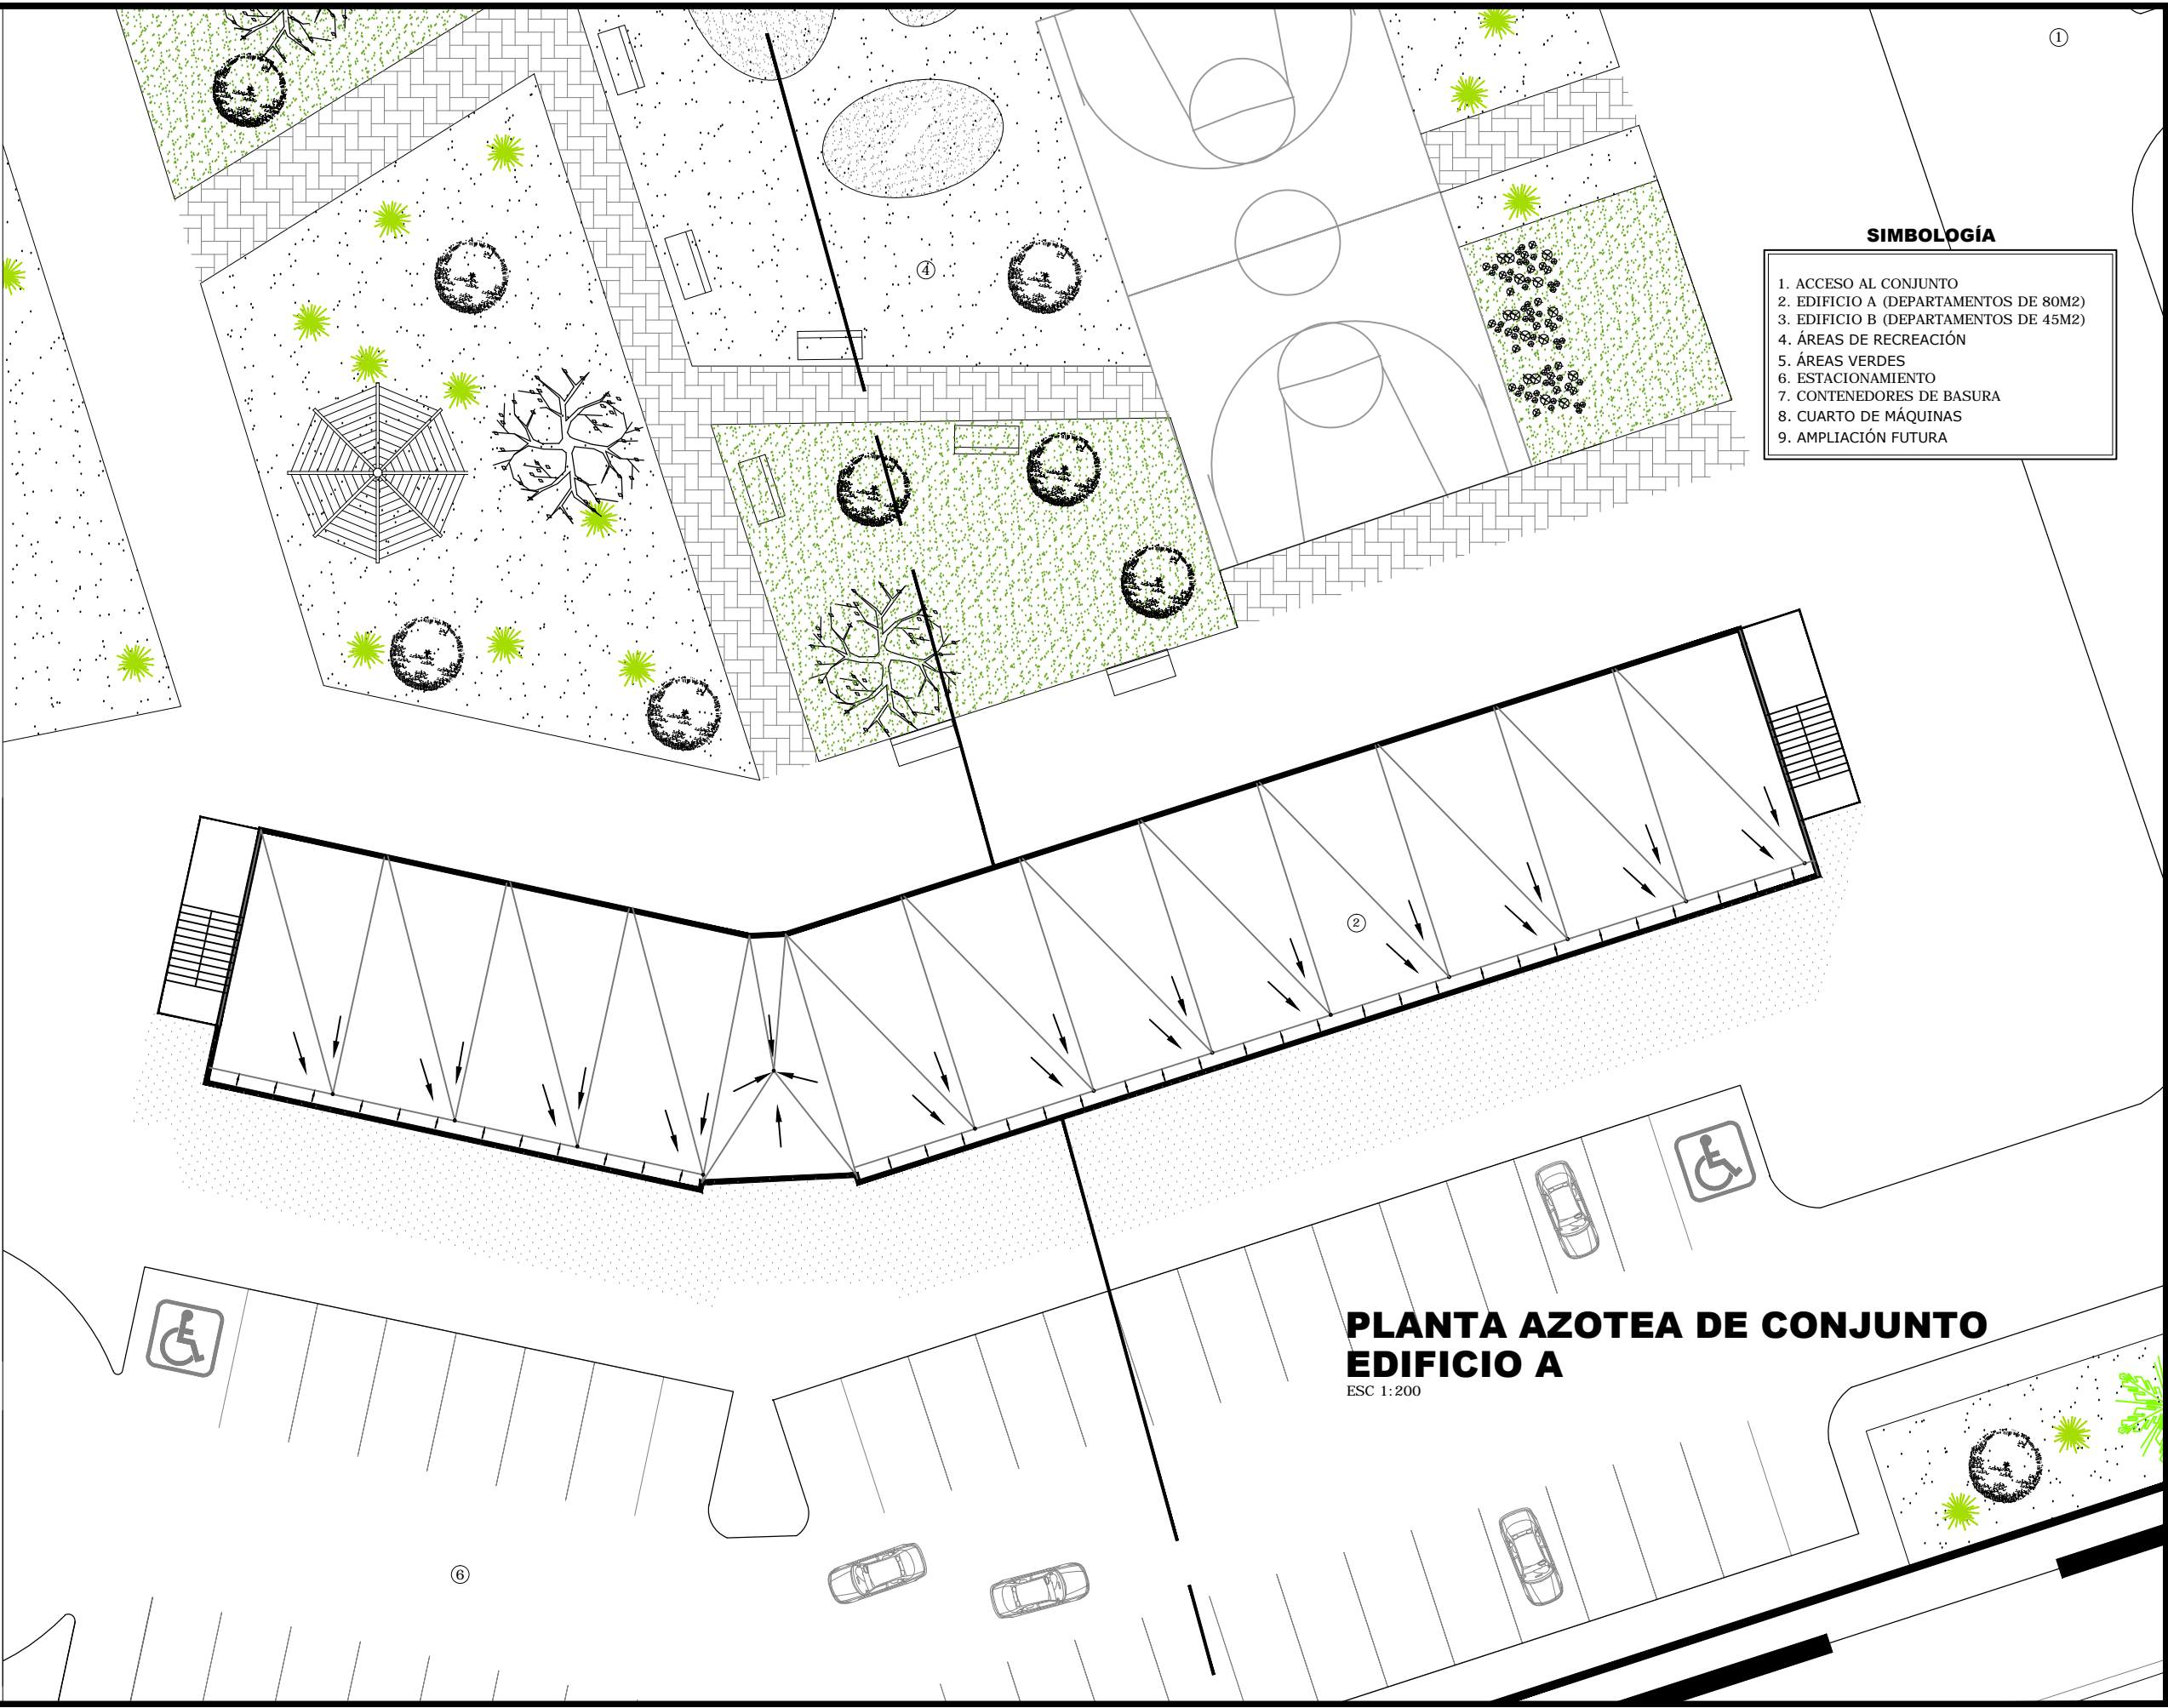 ①
④
SIMBOLOGÍA
1. ACCESO AL CONJUNTO
2. EDIFICIO A (DEPARTAMENTOS DE 80M2)
3. EDIFICIO B (DEPARTAMENTOS DE 45M2)
4. ÁREAS DE RECREACIÓN
5. ÁREAS VERDES
6. ESTACIONAMIENTO
7. CONTENEDORES DE BASURA
8. CUARTO DE MÁQUINAS
9. AMPLIACIÓN FUTURA
②
PLANTA AZOTEA DE CONJUNTO
EDIFICIO A
ESC 1:200
⑥